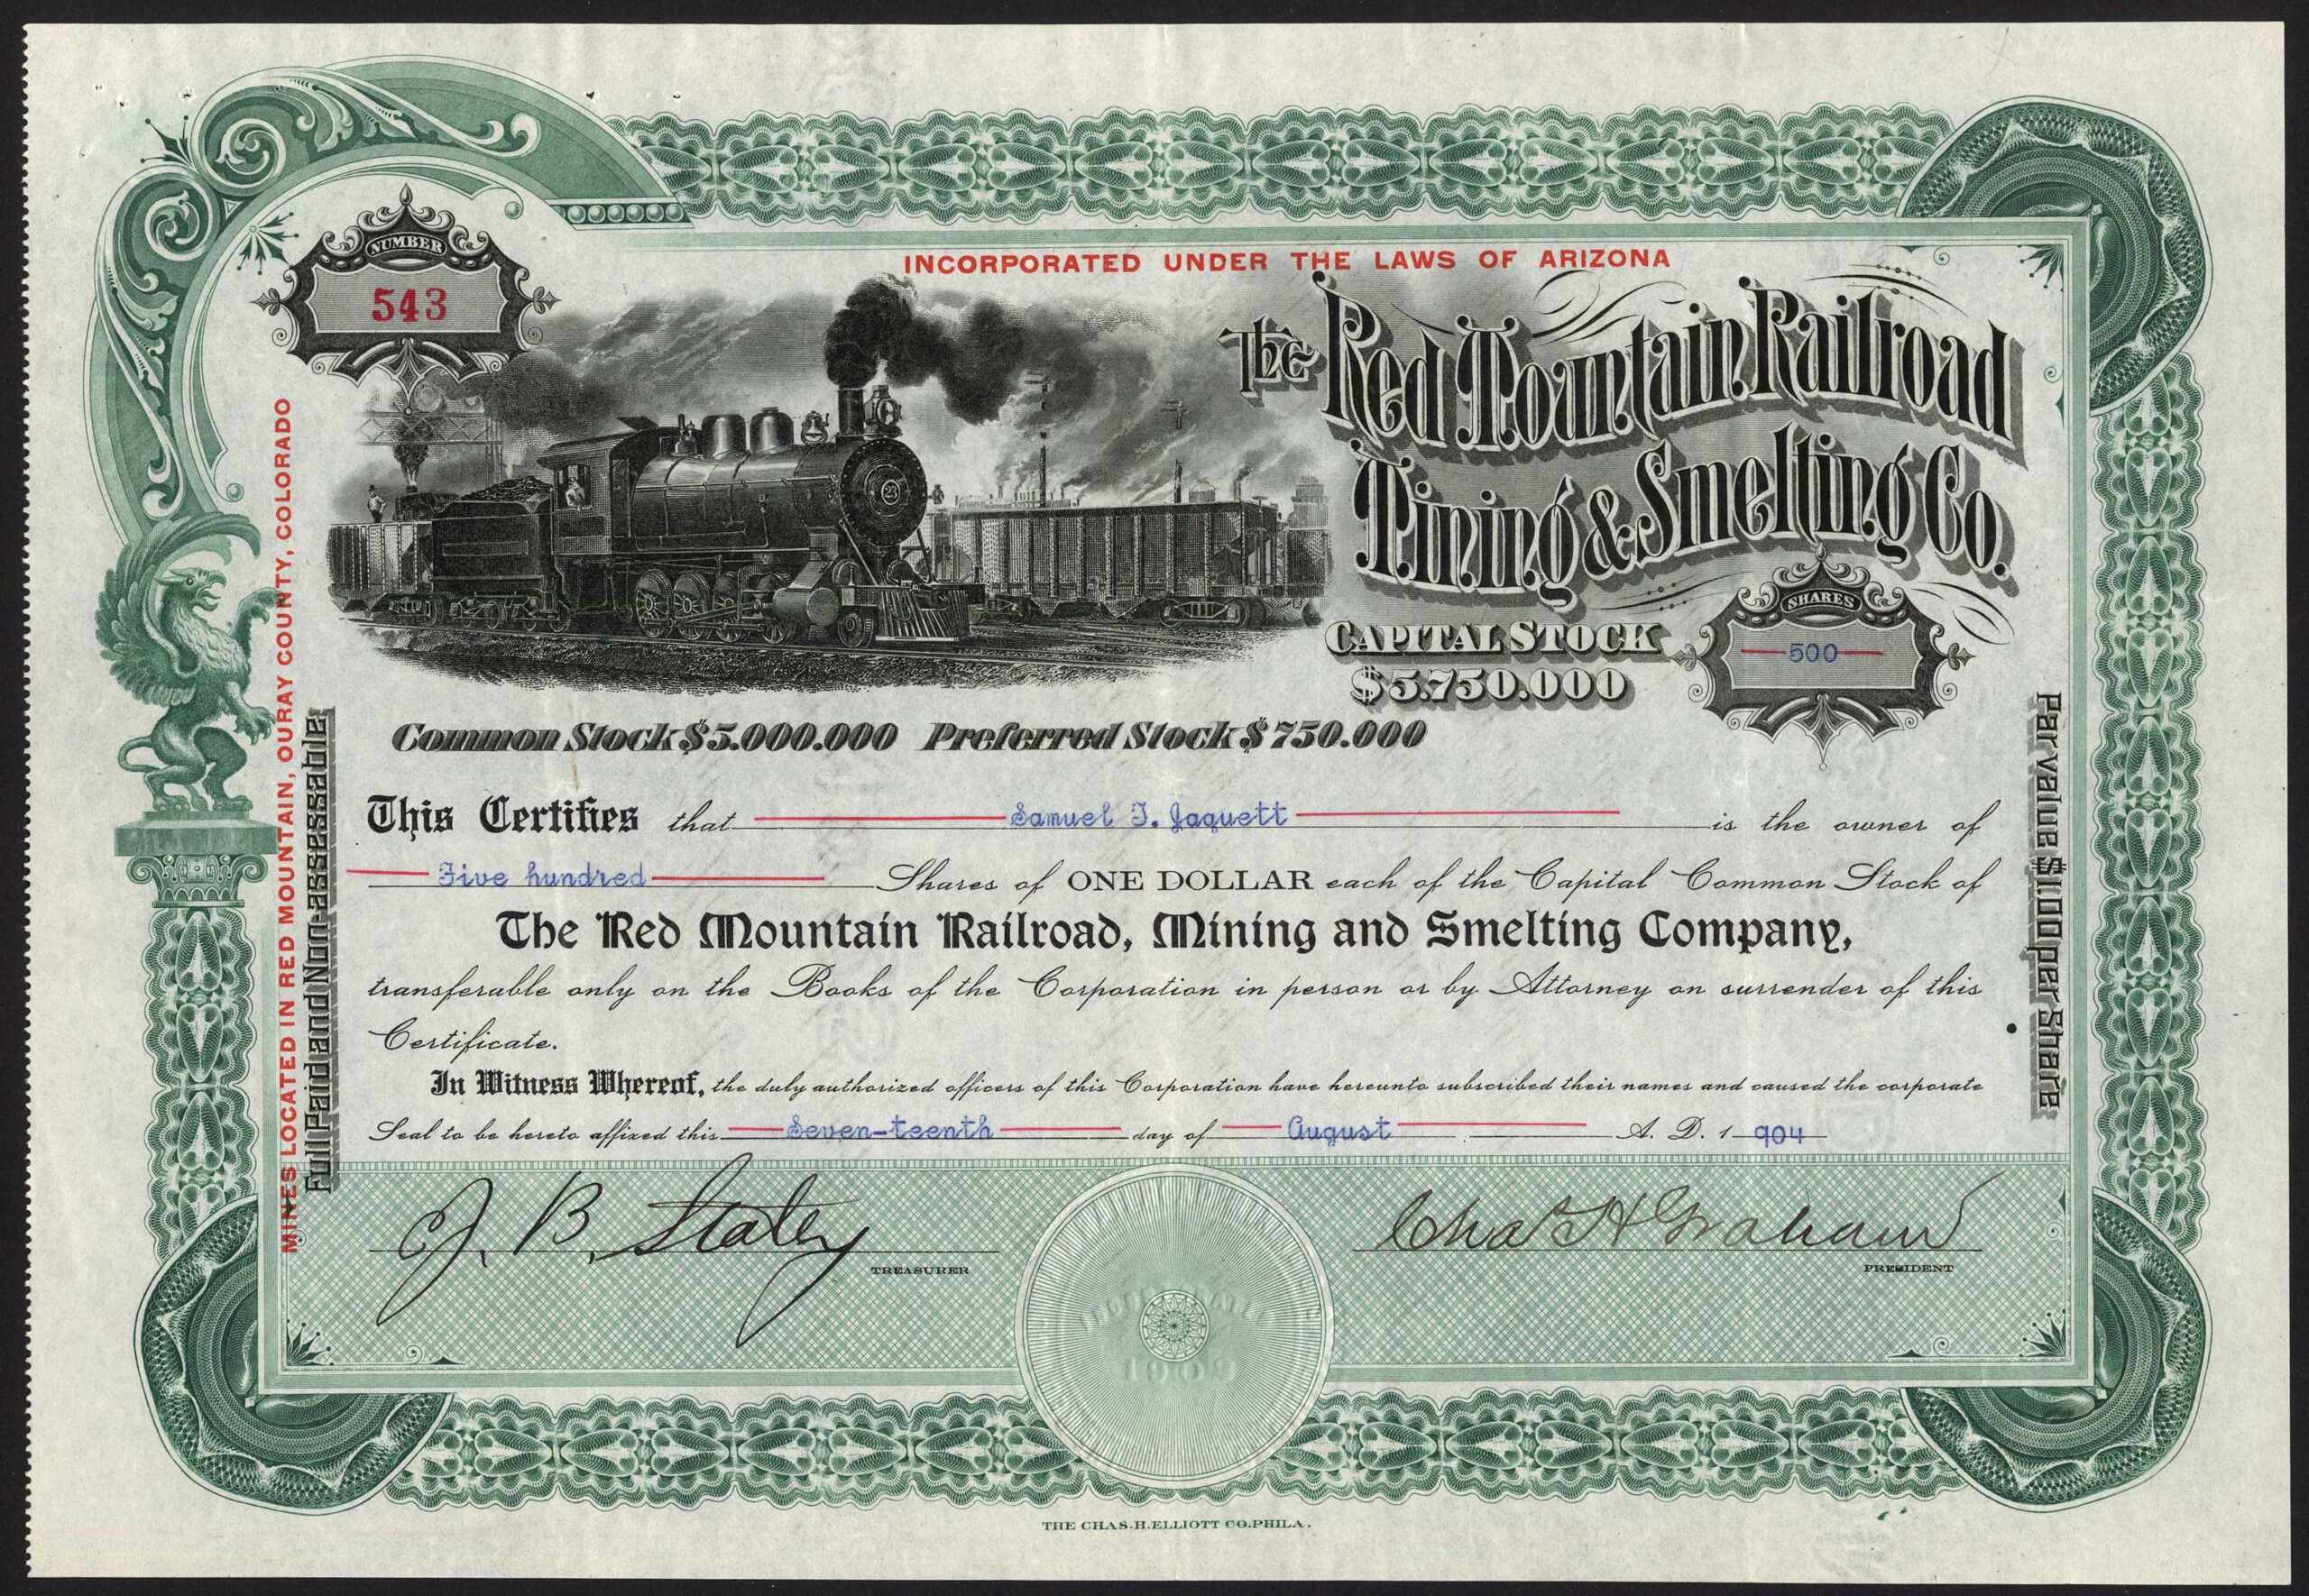 INCORPORATED UNDER THE LAWS OF ARIZONA
NUMBER
543
The Red Mountain Railroad
Mining & Smelting Co.
23
CAPITAL STOCK
$5.750.000
SHARES
500
Common Stock $5.000.000 Preferred Stock $750.000
MINES LOCATED IN RED MOUNTAIN, OURAY COUNTY, COLORADO
Full Paid and Non-assessable.
Par value $1.00 per Share.
This Certifies that Samuel T. Jaquett is the owner of
Five hundred Shares of ONE DOLLAR each of the Capital Common Stock of
The Red Mountain Railroad, Mining and Smelting Company,
transferable only on the Books of the Corporation in person or by Attorney on surrender of this
Certificate.
In Witness Whereof, the duly authorized officers of this Corporation have hereunto subscribed their names and caused the corporate
Seal to be hereto affixed this Seven-teenth day of August A. D. 1904
J. B. Staley
TREASURER
Chas H Graham
PRESIDENT
THE CHAS. H. ELLIOTT CO. PHILA.